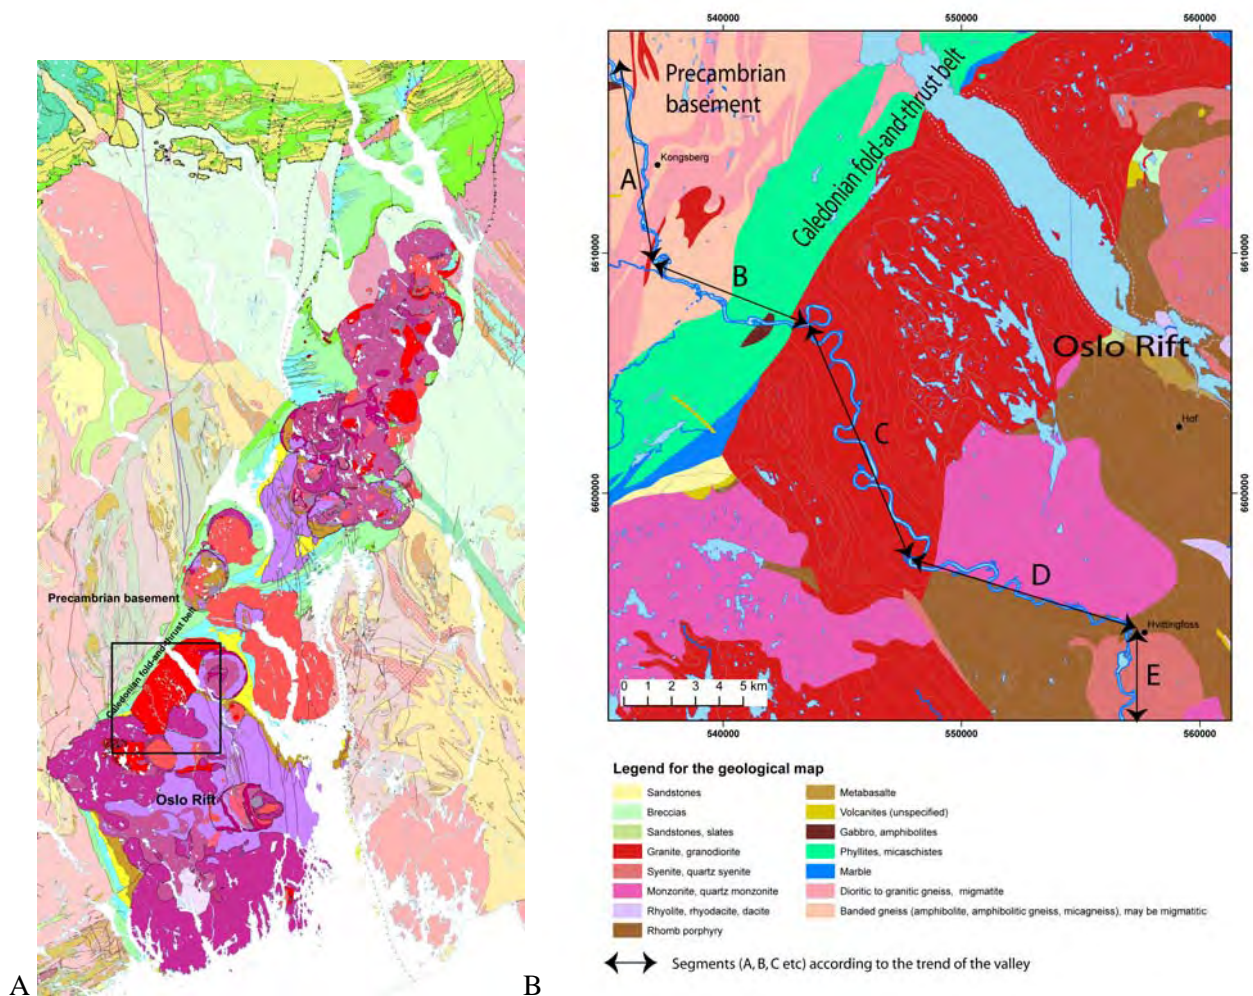 Precambrian basement
Caledonian fold-and-thrust belt
Oslo Rift
A
540000
550000
560000
Precambrian
basement
Caledonian fold-and-thrust belt
Kongsberg
A
6610000
6610000
B
Oslo Rift
Hof
C
6600000
6600000
D
Hvittingfoss
E
0 1 2 3 4 5 km
540000
550000
560000
Legend for the geological map
Sandstones
Breccias
Sandstones, slates
Granite, granodiorite
Syenite, quartz syenite
Monzonite, quartz monzonite
Rhyolite, rhyodacite, dacite
Rhomb porphyry
Metabasalte
Volcanites (unspecified)
Gabbro, amphibolites
Phyllites, micaschistes
Marble
Dioritic to granitic gneiss, migmatite
Banded gneiss (amphibolite, amphibolitic gneiss, micagneiss), may be migmatitic
Segments (A, B, C etc) according to the trend of the valley
B